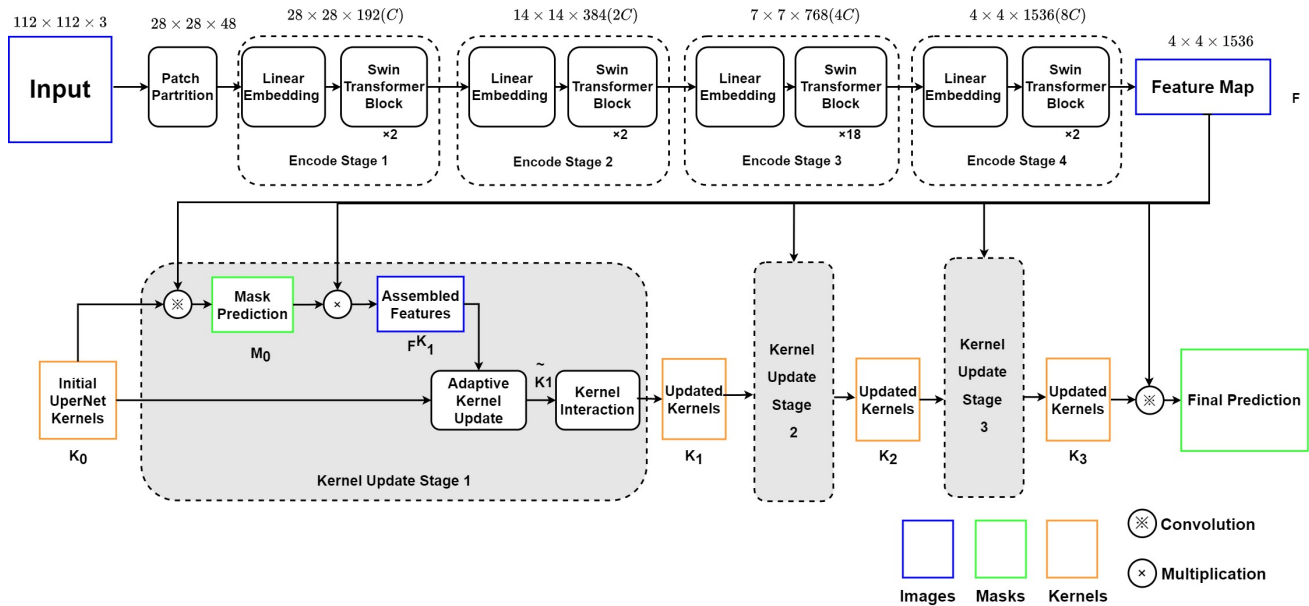 112 × 112 × 3
28 × 28 × 48
28 × 28 × 192(C)
14 × 14 × 384(2C)
7 × 7 × 768(4C)
4 × 4 × 1536(8C)
4 × 4 × 1536
Input
Patch
Partrition
Linear
Embedding
Swin
Transformer
Block
×2
Encode Stage 1
Linear
Embedding
Swin
Transformer
Block
×2
Encode Stage 2
Linear
Embedding
Swin
Transformer
Block
×18
Encode Stage 3
Linear
Embedding
Swin
Transformer
Block
×2
Encode Stage 4
Feature Map
F
※
Mask
Prediction
M0
×
Assembled
Features
FK1
Initial
UperNet
Kernels
K0
Adaptive
Kernel
Update
~
K1
Kernel
Interaction
Kernel Update Stage 1
Updated
Kernels
K1
Kernel
Update
Stage
2
Updated
Kernels
K2
Kernel
Update
Stage
3
Updated
Kernels
K3
※
Final Prediction
Images
Masks
Kernels
※ Convolution
× Multiplication